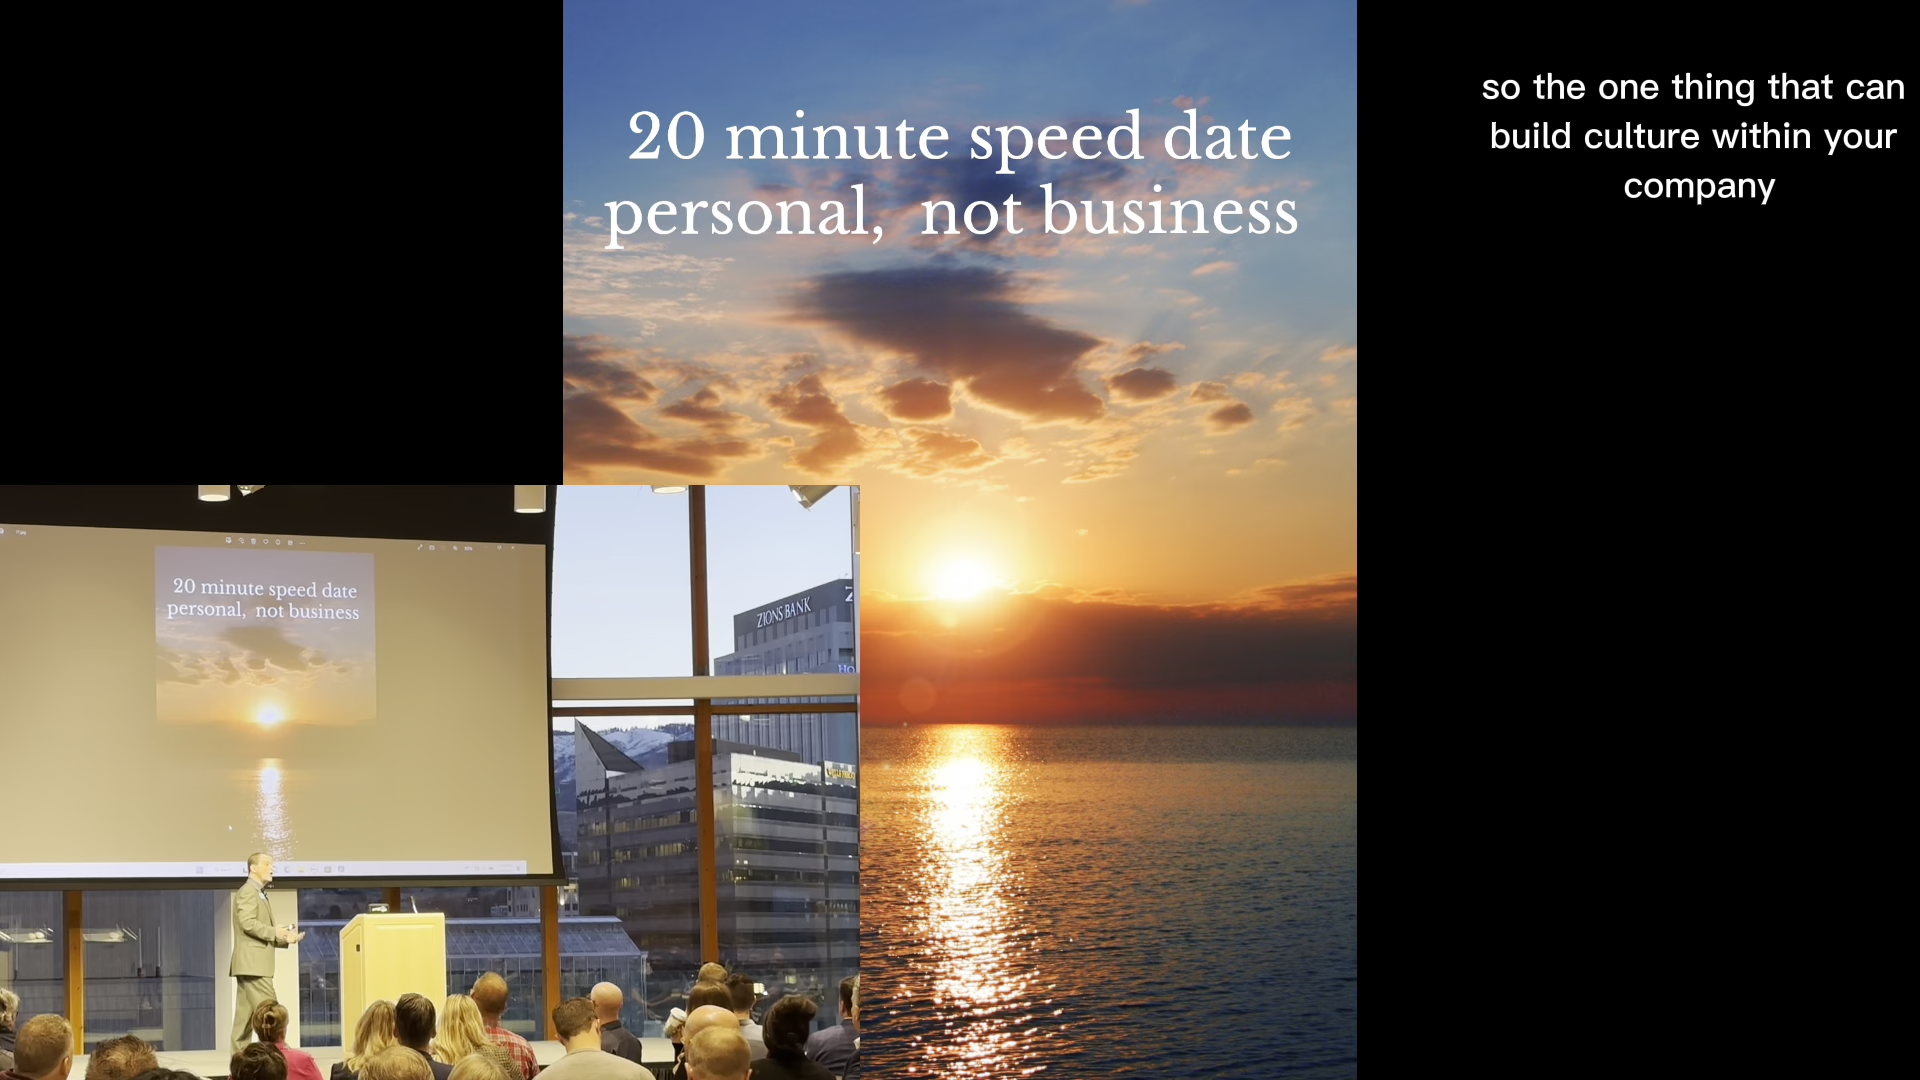 20 minute speed date
personal, not business
so the one thing that can
build culture within your
company
20 minute speed date
personal, not business
ZIONS BANK